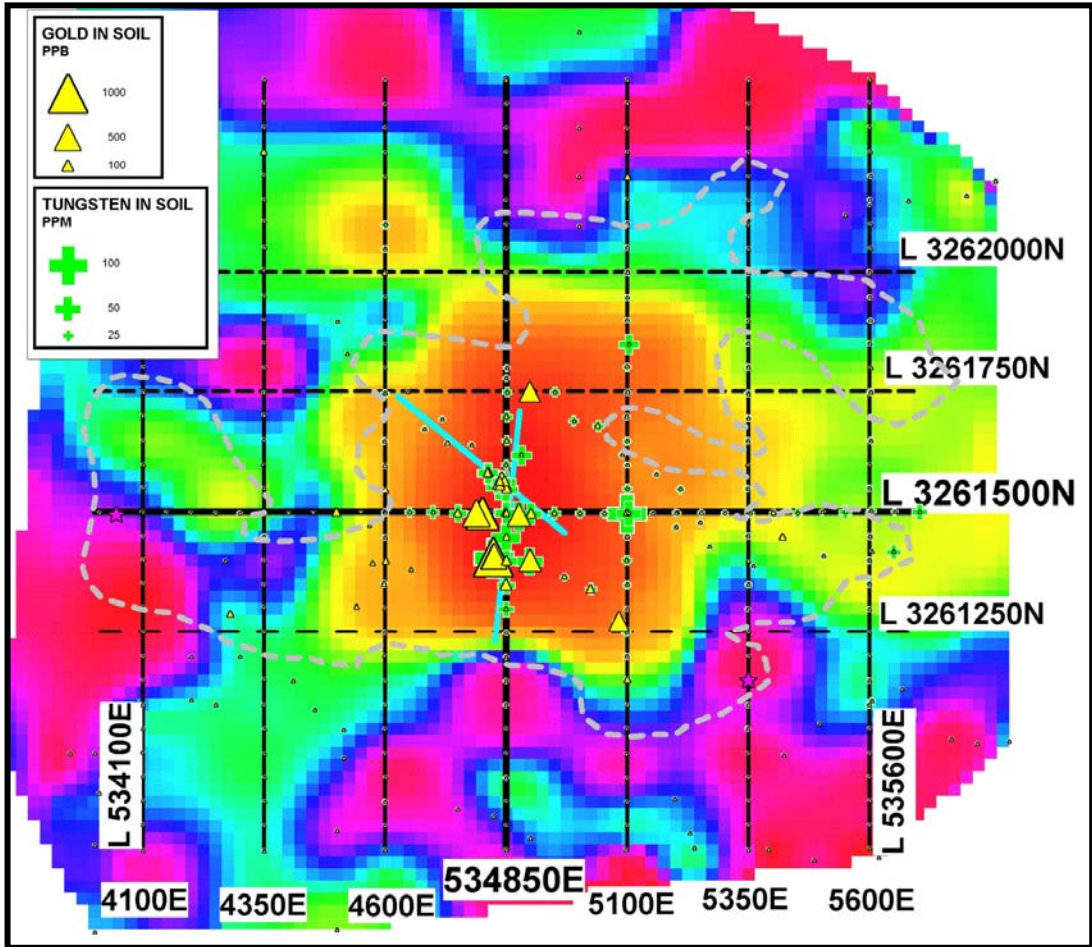 GOLD IN SOIL
PPB
1000
500
100
TUNGSTEN IN SOIL
PPM
100
50
25
L 3262000N
L 3261750N
L 3261500N
L 3261250N
L 534100E
L 535600E
534850E
4100E
4350E
4600E
5100E
5350E
5600E